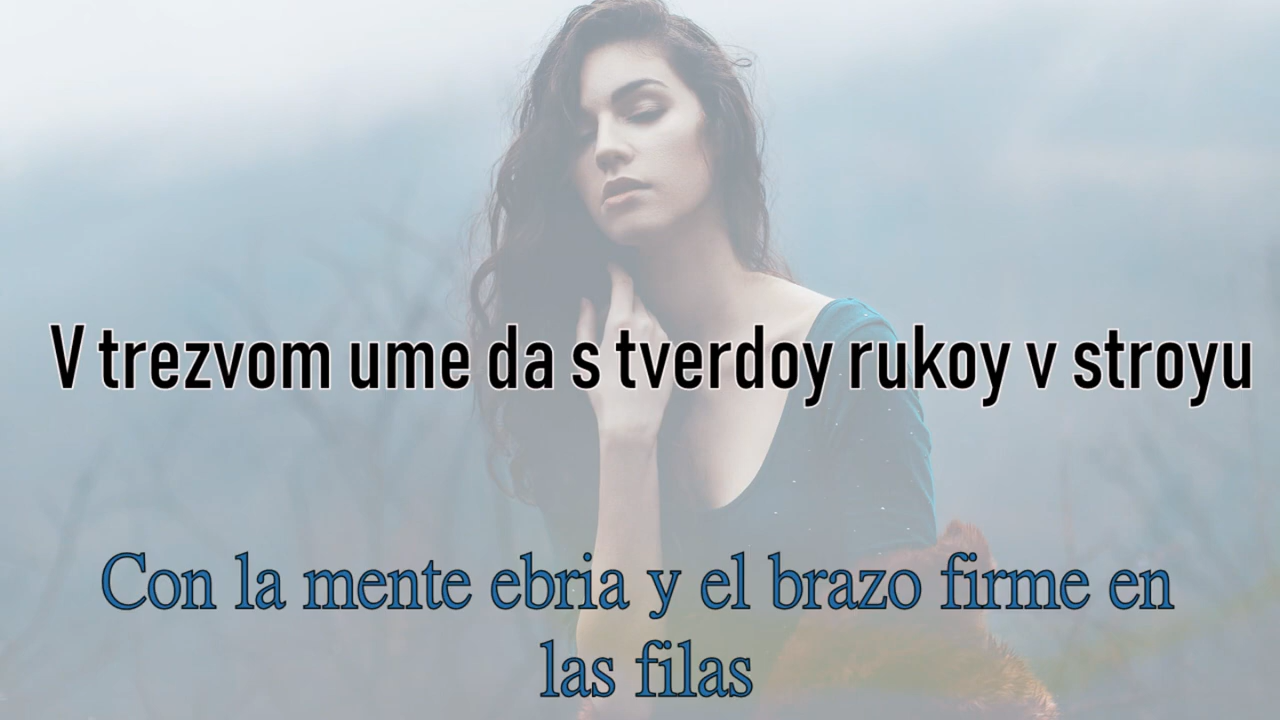 V trezvom ume da s tverdoy rukoy v stroyu
Con la mente ebria y el brazo firme en
las filas